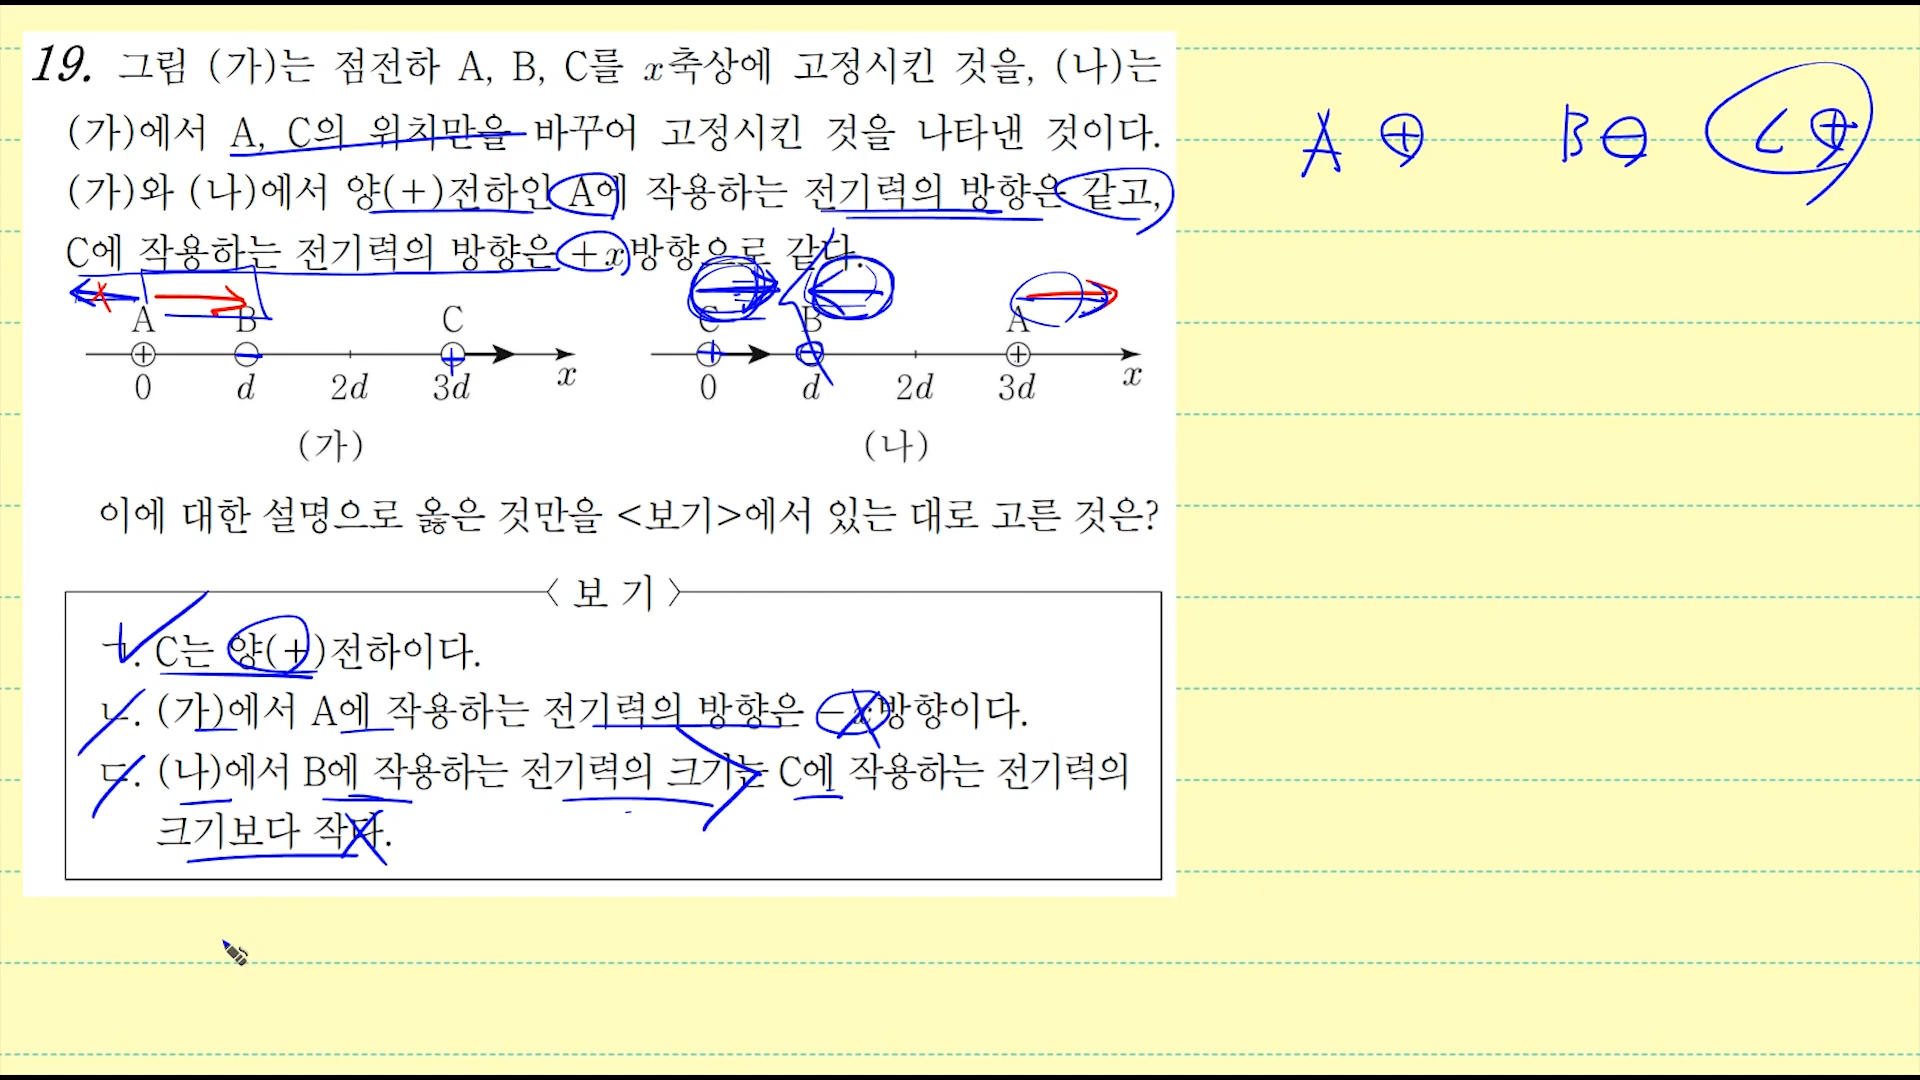 19. 그림 (가)는 점전하 A, B, C를 x축상에 고정시킨 것을, (나)는
(가)에서 A, C의 위치만을 바꾸어 고정시킨 것을 나타낸 것이다.
(가)와 (나)에서 양(+)전하인 A에 작용하는 전기력의 방향은 같고,
C에 작용하는 전기력의 방향은 +x방향으로 같다.
A B C
0 d 2d 3d x
(가)
C B A
0 d 2d 3d x
(나)
이에 대한 설명으로 옳은 것만을 <보기>에서 있는 대로 고른 것은?
〈 보 기 〉
ㄱ. C는 양(+)전하이다.
ㄴ. (가)에서 A에 작용하는 전기력의 방향은 -x방향이다.
ㄷ. (나)에서 B에 작용하는 전기력의 크기는 C에 작용하는 전기력의
크기보다 작다.
A ⊕ B ⊖ C ⊕